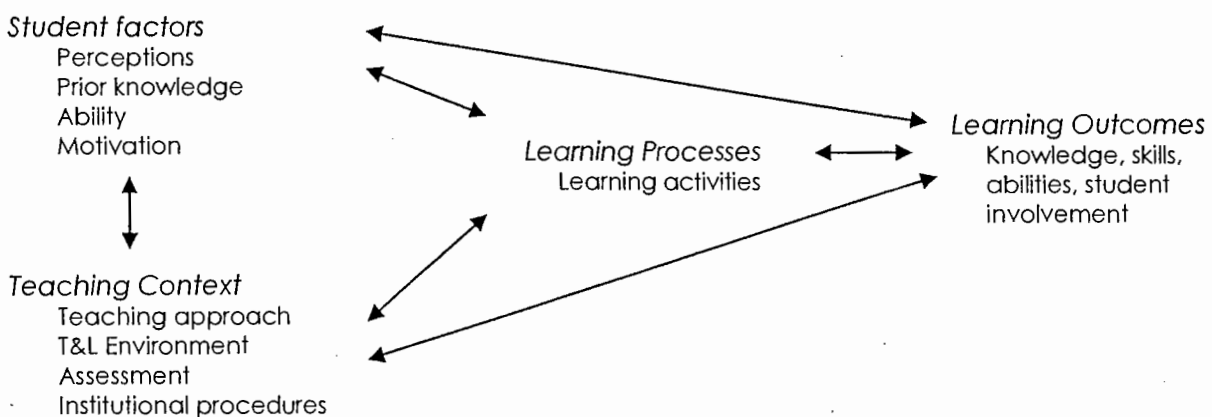 Student factors
Perceptions
Prior knowledge
Ability
Motivation
Learning Processes
Learning activities
Learning Outcomes
Knowledge, skills,
abilities, student
involvement
Teaching Context
Teaching approach
T&L Environment
Assessment
Institutional procedures